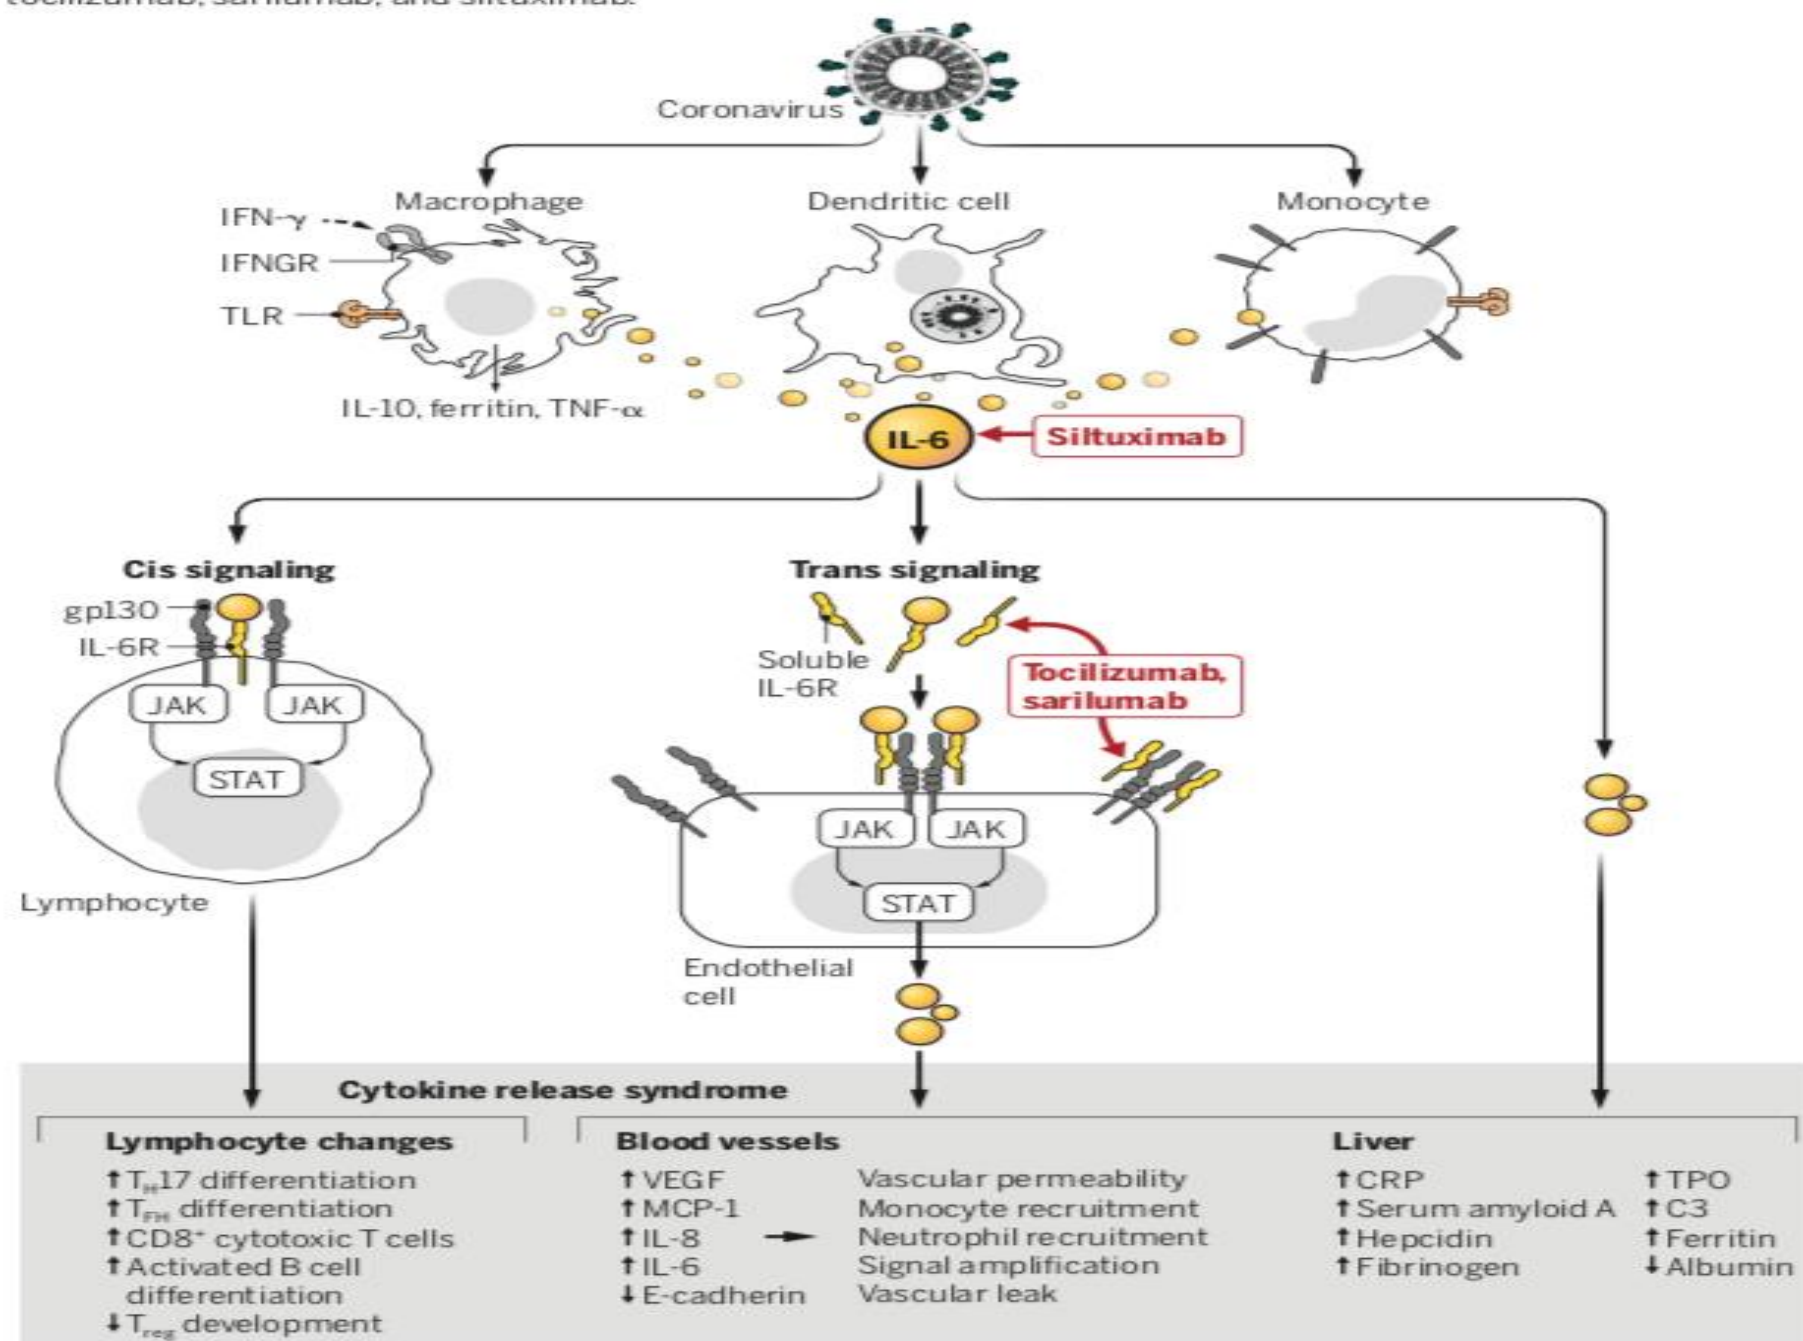 tocilizumab, sarilumab, and siltuximab.
Coronavirus
Macrophage
Dendritic cell
Monocyte
IFN-γ
IFNGR
TLR
IL-10, ferritin, TNF-α
IL-6
Siltuximab
Cis signaling
Trans signaling
gp130
IL-6R
Soluble
IL-6R
Tocilizumab,
sarilumab
JAK
JAK
STAT
JAK
JAK
STAT
Lymphocyte
Endothelial
cell
Cytokine release syndrome
Lymphocyte changes
↑TH17 differentiation
↑TFH differentiation
↑CD8+ cytotoxic T cells
↑Activated B cell
differentiation
↓Treg development
Blood vessels
↑VEGF Vascular permeability
↑MCP-1 Monocyte recruitment
↑IL-8 → Neutrophil recruitment
↑IL-6 Signal amplification
↓E-cadherin Vascular leak
Liver
↑CRP ↑TPO
↑Serum amyloid A ↑C3
↑Hepcidin ↑Ferritin
↑Fibrinogen ↓Albumin